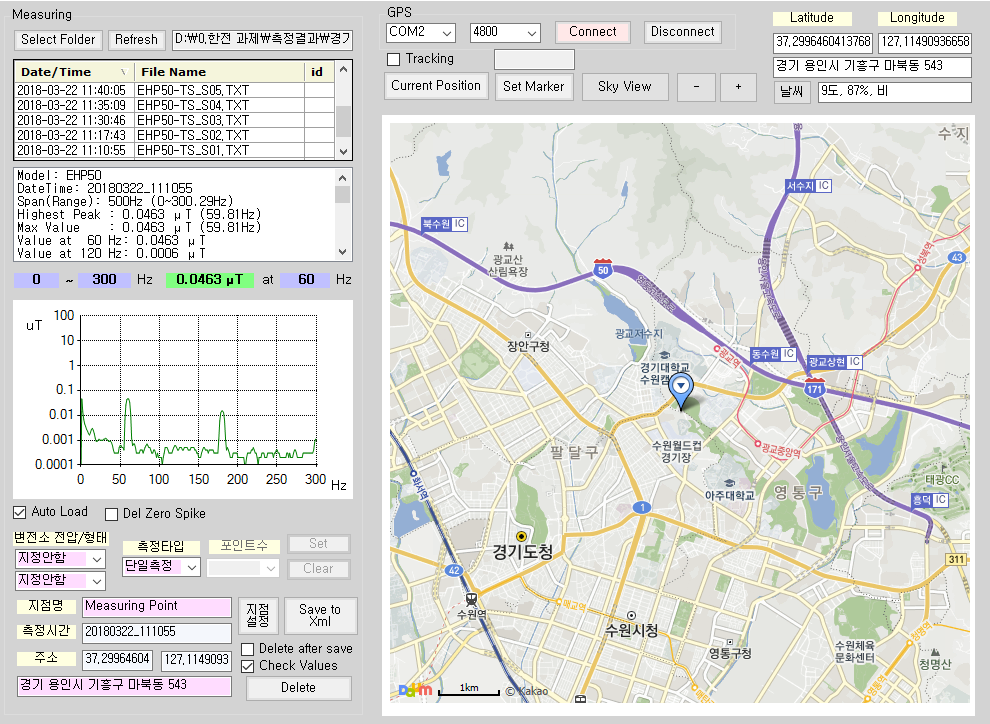 Measuring
Select Folder
Refresh
D:₩0.한전 과제₩측정결과₩경기
Date/Time
File Name
id
2018-03-22 11:40:05 EHP50-TS_S05.TXT
2018-03-22 11:35:09 EHP50-TS_S04.TXT
2018-03-22 11:30:46 EHP50-TS_S03.TXT
2018-03-22 11:17:43 EHP50-TS_S02.TXT
2018-03-22 11:10:55 EHP50-TS_S01.TXT
Model: EHP50
DateTime: 20180322_111055
Span(Range): 500Hz (0~300.29Hz)
Highest Peak : 0.0463 μT (59.81Hz)
Max Value : 0.0463 μT (59.81Hz)
Value at 60 Hz: 0.0463 μT
Value at 120 Hz: 0.0006 μT
0 ~ 300 Hz 0.0463 μT at 60 Hz
uT
100
10
1
0.1
0.01
0.001
0.0001
0 50 100 150 200 250 300 Hz
Auto Load
Del Zero Spike
변전소 전압/형태
측정타입
포인트수
Set
지정안함
단일측정
Clear
지정안함
지점명
Measuring Point
지점 설정
Save to Xml
측정시간
20180322_111055
주소
37,29964604
127,1149093
Delete after save
Check Values
경기 용인시 기흥구 마북동 543
Delete
GPS
COM2
4800
Connect
Disconnect
Tracking
Current Position
Set Marker
Sky View
-
+
Latitude
Longitude
37,2996460413768
127,11490936658
경기 용인시 기흥구 마북동 543
날씨
9도, 87%, 비
수지
서수지 IC
북수원 IC
광교산
산림욕장
성복역
43
50
광교저수지
장안구청
광교역
동수원 IC
광교상현 IC
경기대학교
수원캠
171
수원월드컵
경기장
팔달구
광교중앙역
아주대학교
영통구
태광CC
흥덕 IC
화서역
1
경기도청
311
42
수원역
매교역
수원시청
영통구청
수원체육
문화센터
청명산
영통역
Daum
1km
© Kakao